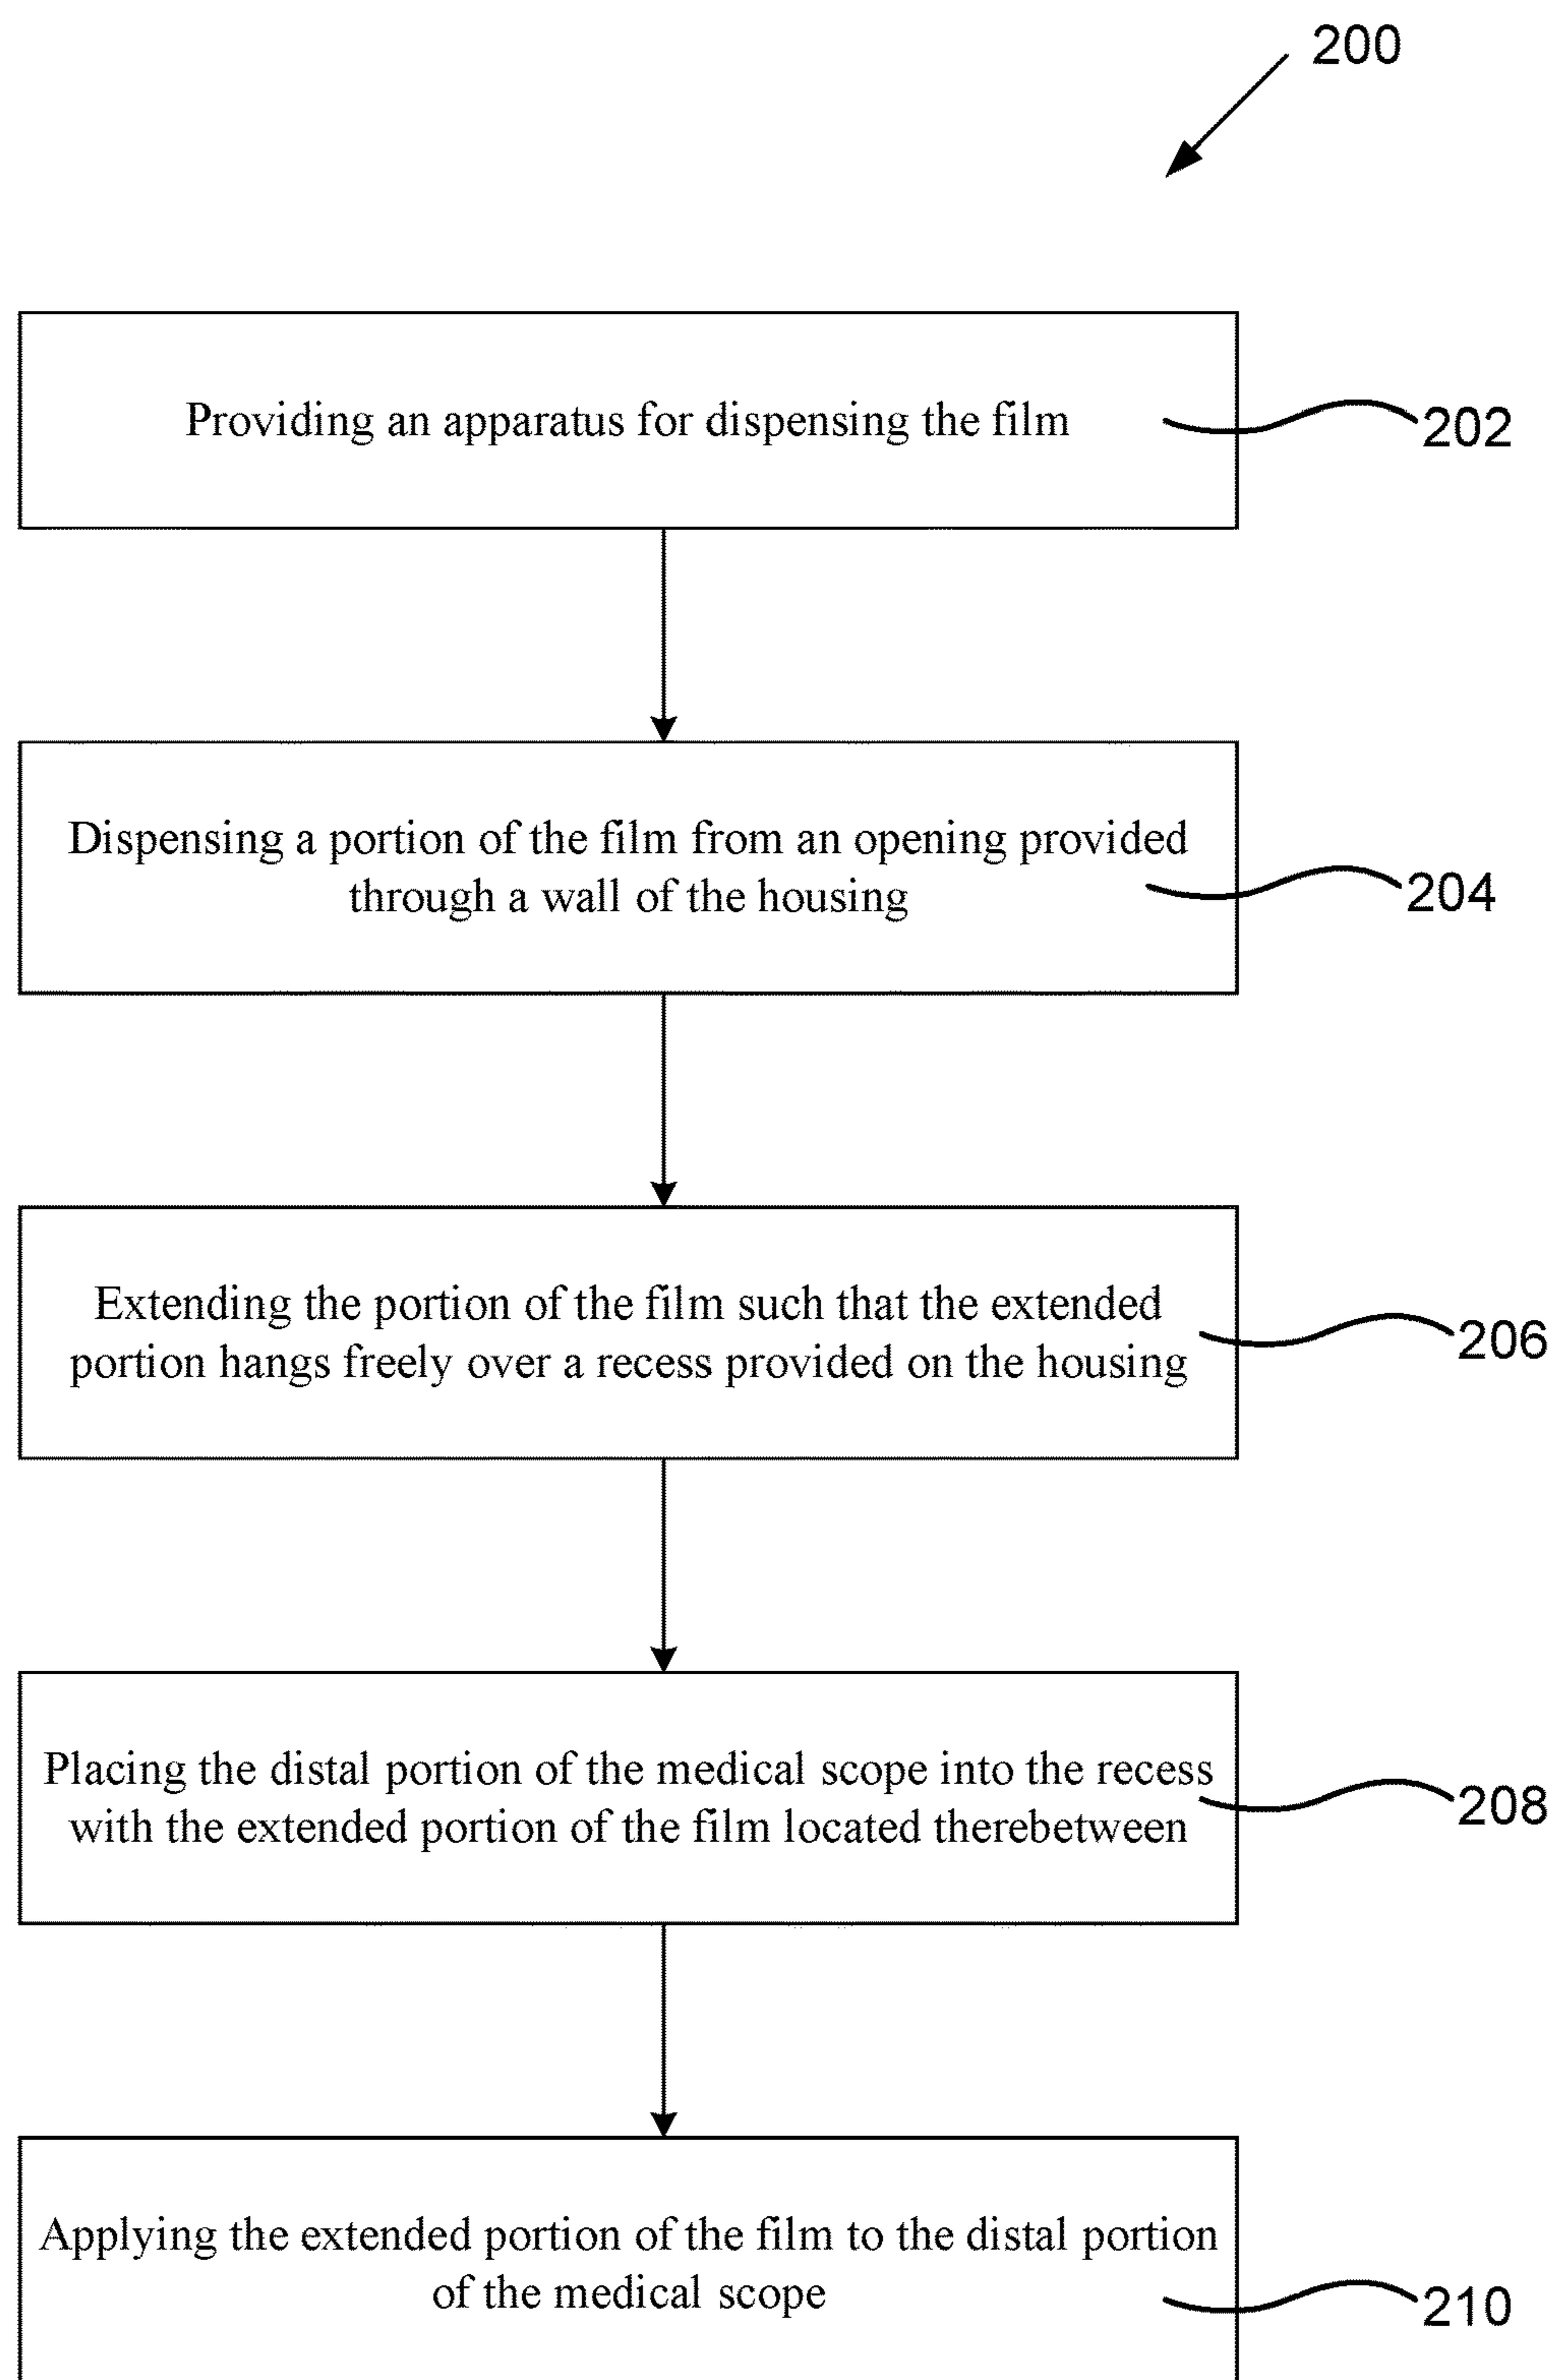 200
Providing an apparatus for dispensing the film
202
Dispensing a portion of the film from an opening provided
through a wall of the housing
204
Extending the portion of the film such that the extended
portion hangs freely over a recess provided on the housing
206
Placing the distal portion of the medical scope into the recess
with the extended portion of the film located therebetween
208
Applying the extended portion of the film to the distal portion
of the medical scope
210